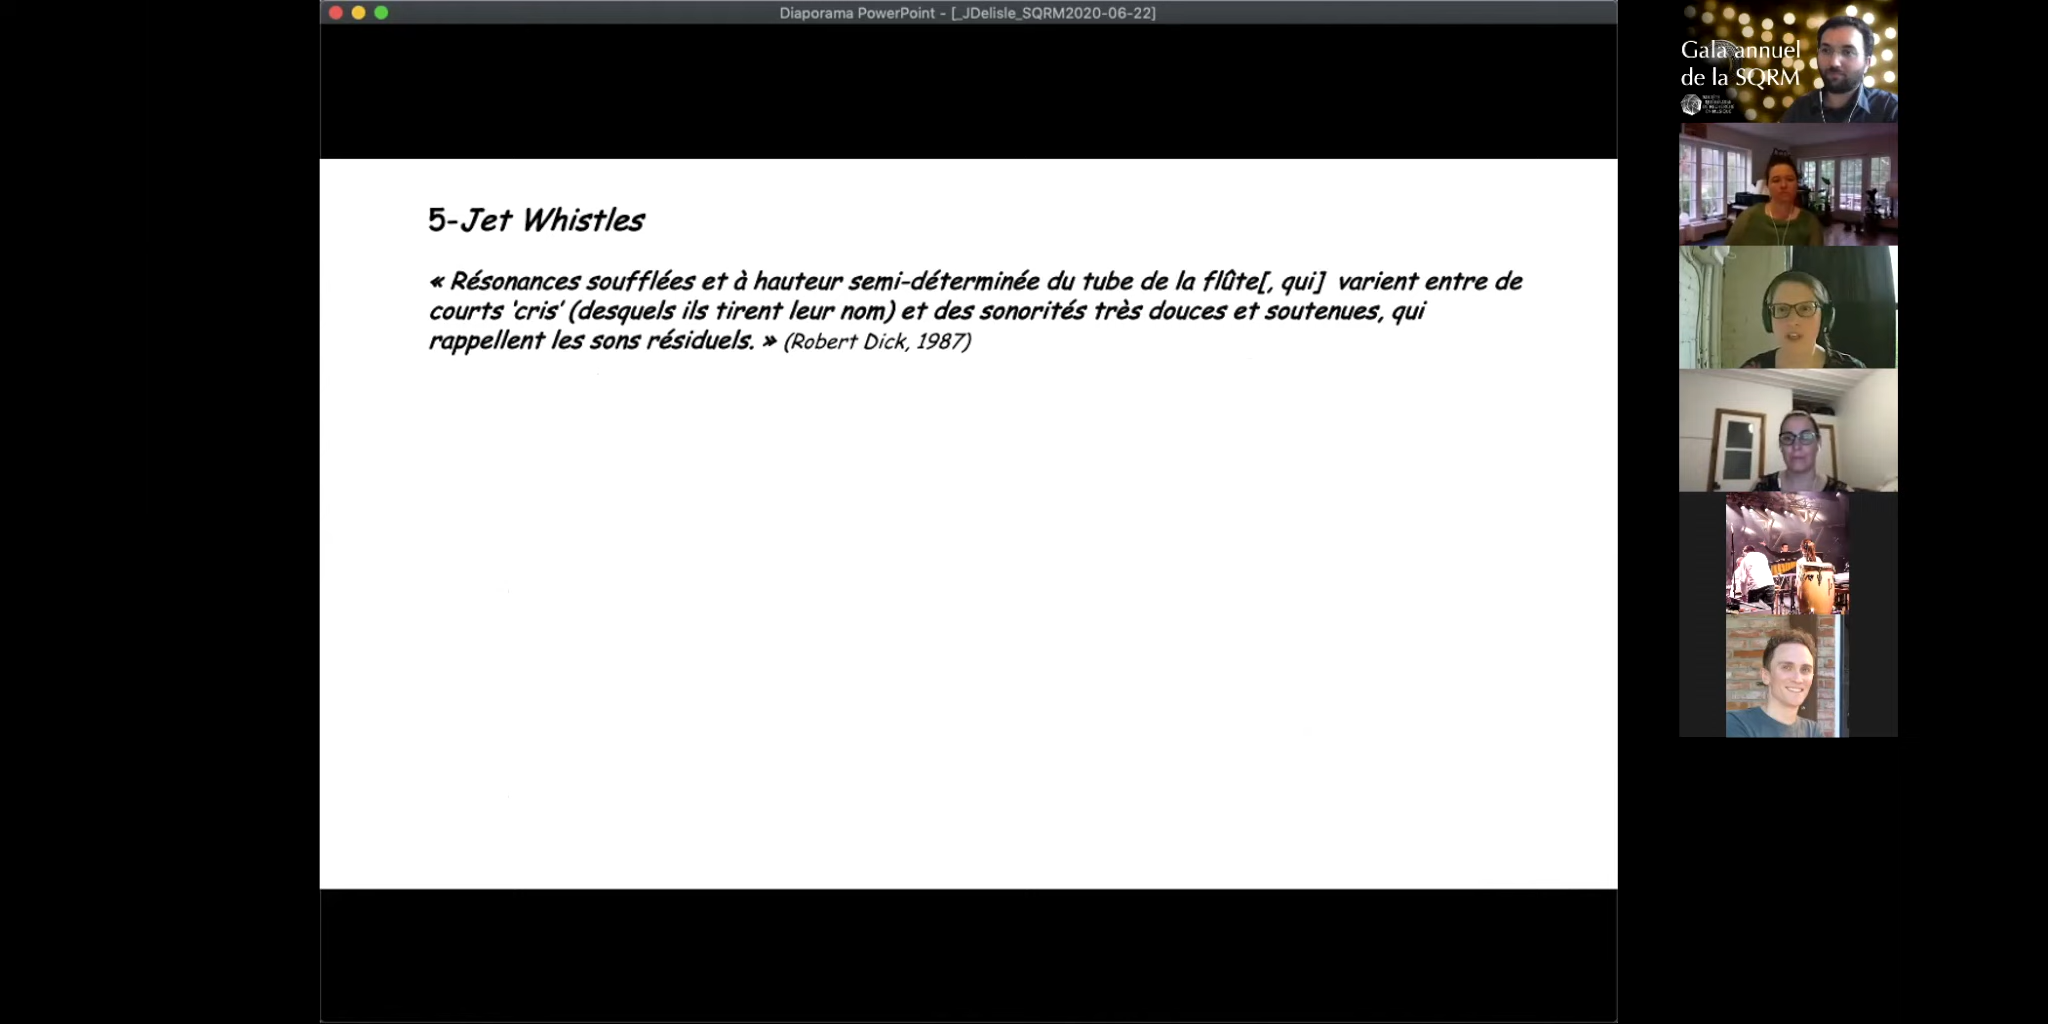 Diaporama PowerPoint - [_JDelisle_SQRM2020-06-22]
5-Jet Whistles
« Résonances soufflées et à hauteur semi-déterminée du tube de la flûte[, qui] varient entre de
courts 'cris' (desquels ils tirent leur nom) et des sonorités très douces et soutenues, qui
rappellent les sons résiduels. » (Robert Dick, 1987)
Gala annuel
de la SQRM